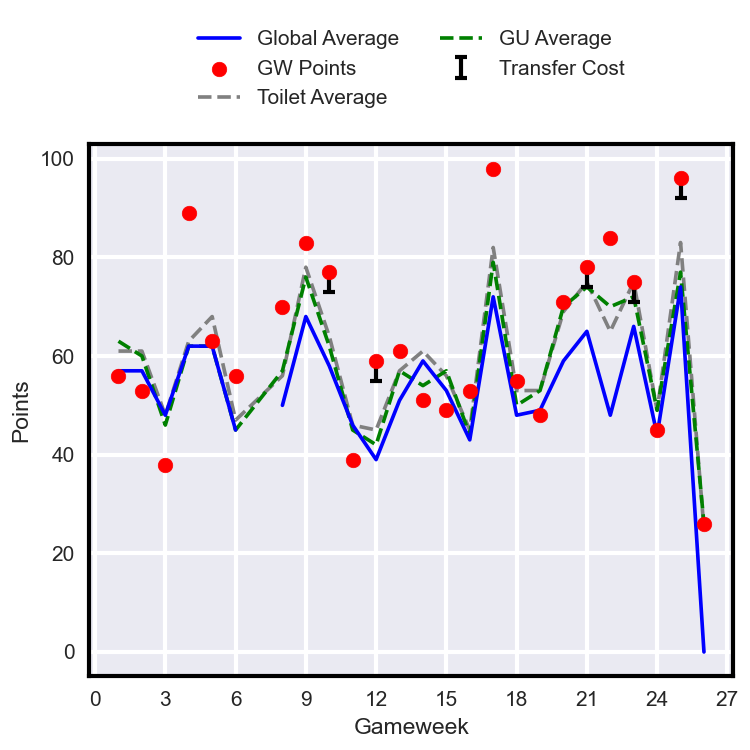 Global Average
GW Points
Toilet Average
GU Average
Transfer Cost
100
80
60
40
20
0
Points
0 3 6 9 12 15 18 21 24 27
Gameweek